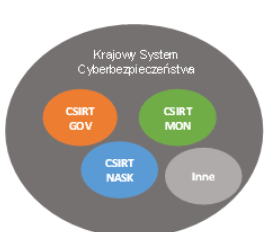 Krajowy System
Cyberbezpieczeństwa
CSIRT
GOV
CSIRT
MON
CSIRT
NASK
Inne